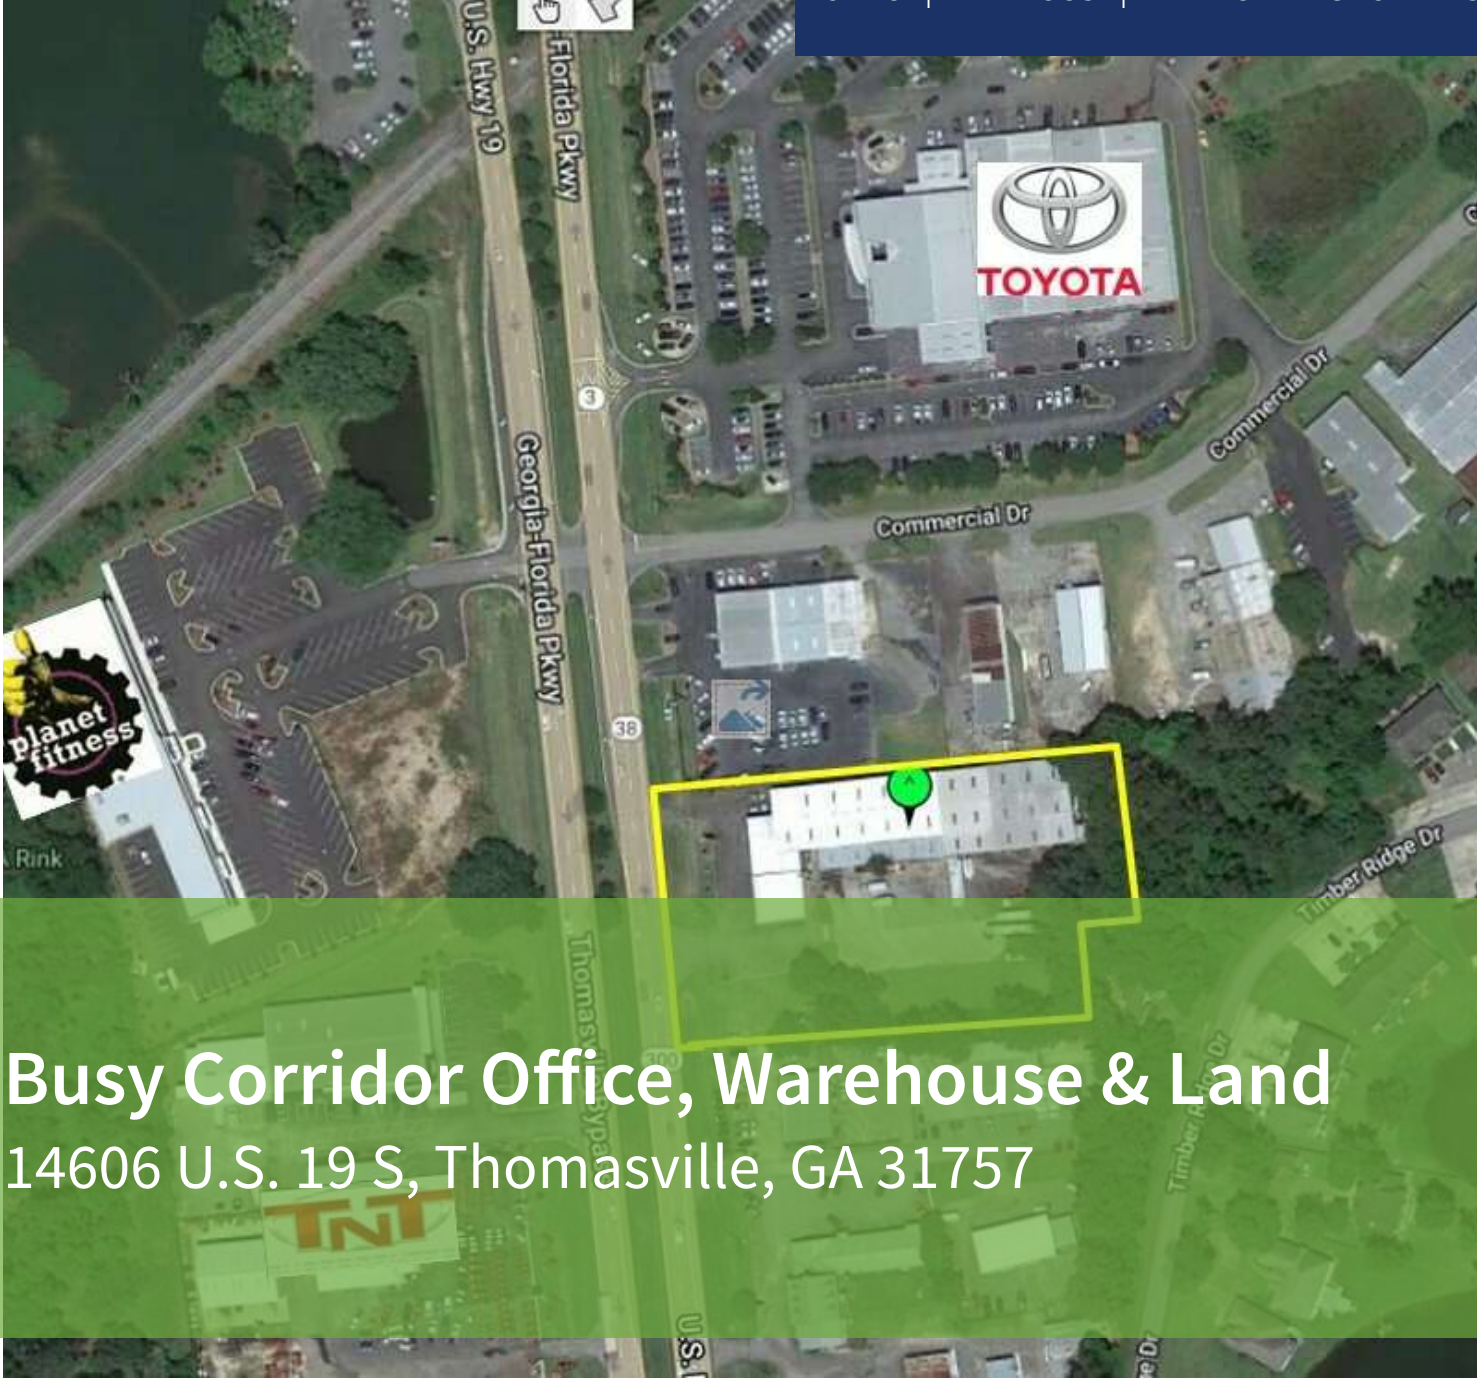 U.S. Hwy 19
Florida Pkwy
TOYOTA
3
Commercial Dr
Georgia-Florida Pkwy
Commercial Dr
planet
fitness
38
Rink
Timber Ridge Dr
300
Busy Corridor Office, Warehouse & Land
14606 U.S. 19 S, Thomasville, GA 31757
TNT
U.S.